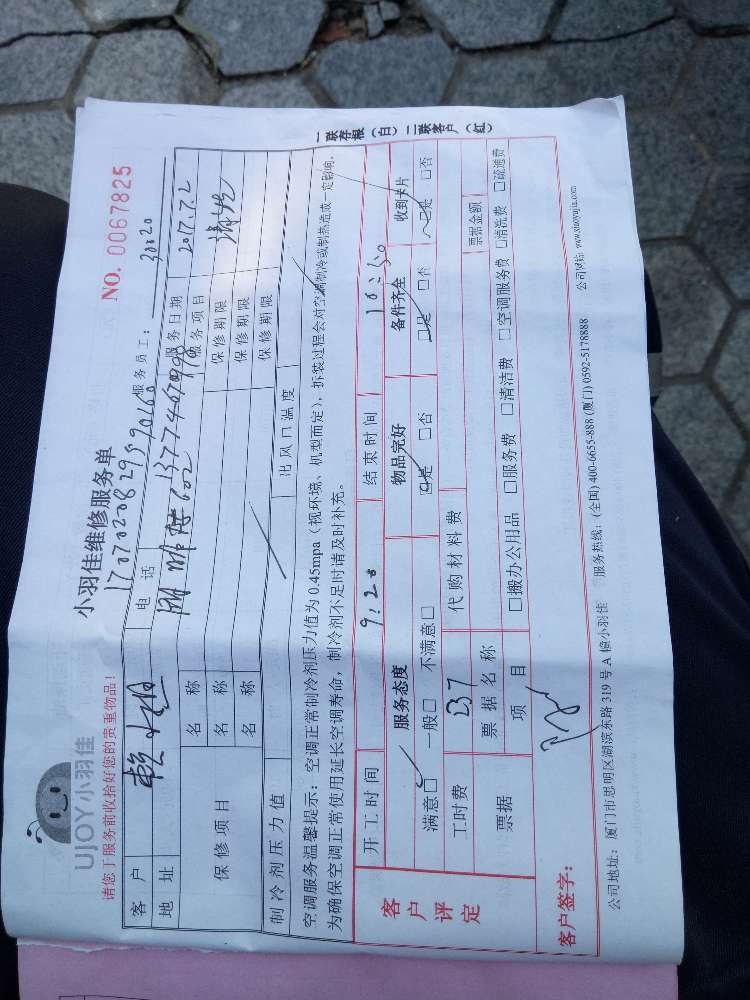 UJOY小羽佳
小羽佳维修服务单
NO. 0067825
请您于服务前收拾好您的贵重物品!
服务员工: 30020
客户 电话 13774670998 服务日期 2017.7.2
地址 服务项目
保修项目 名称 保修期限
名称 保修期限
名称 保修期限
制冷剂压力值 出风口温度
空调服务温馨提示: 空调正常制冷剂压力值为 0.45mpa (视环境、机型而定), 拆装过程会对空调制冷或制热造成一定影响,
为确保空调正常使用延长空调寿命, 制冷剂不足时请及时补充。
一联存根 (白) 二联客户 (红)
客户评定
开工时间 9:20 结束时间 10:50
服务态度 物品完好 备件齐全 收到卡片
满意□ 一般□ 不满意□ □是 □否 □是 □否 □是 □否
工时费 137 代购材料费
票据 票据名称 票据金额
项目 □搬办公用品 □服务费 □清洁费 □空调服务费 □清洗费 □疏通费
客户签字:
公司地址: 厦门市思明区湖滨东路 319 号 A 幢小羽佳 服务热线: (全国) 400-6655-888 (厦门) 0592-5178888 公司网站: www.xiaoyujia.com